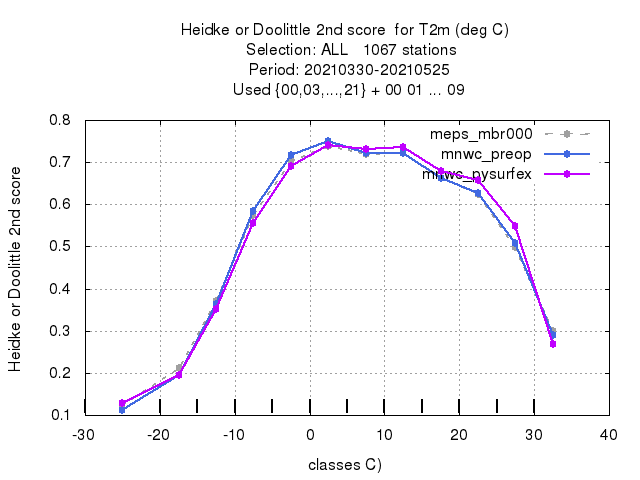 Heidke or Doolittle 2nd score  for T2m (deg C)
Selection: ALL   1067 stations
Period: 20210330-20210525
Used {00,03,...,21} + 00 01 ... 09
meps_mbr000
mnwc_preop
mnwc_pysurfex
Heidke or Doolittle 2nd score
0.8
0.7
0.6
0.5
0.4
0.3
0.2
0.1
-30 -20 -10 0 10 20 30 40
classes C)